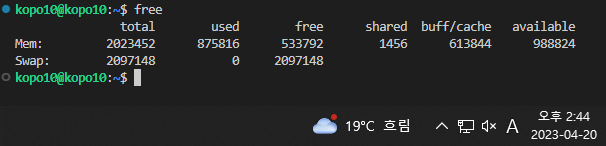 kopo10@kopo10:~$ free
total used free shared buff/cache available
Mem: 2023452 875816 533792 1456 613844 988824
Swap: 2097148 0 2097148
kopo10@kopo10:~$
19°C 흐림 A 오후 2:44
2023-04-20